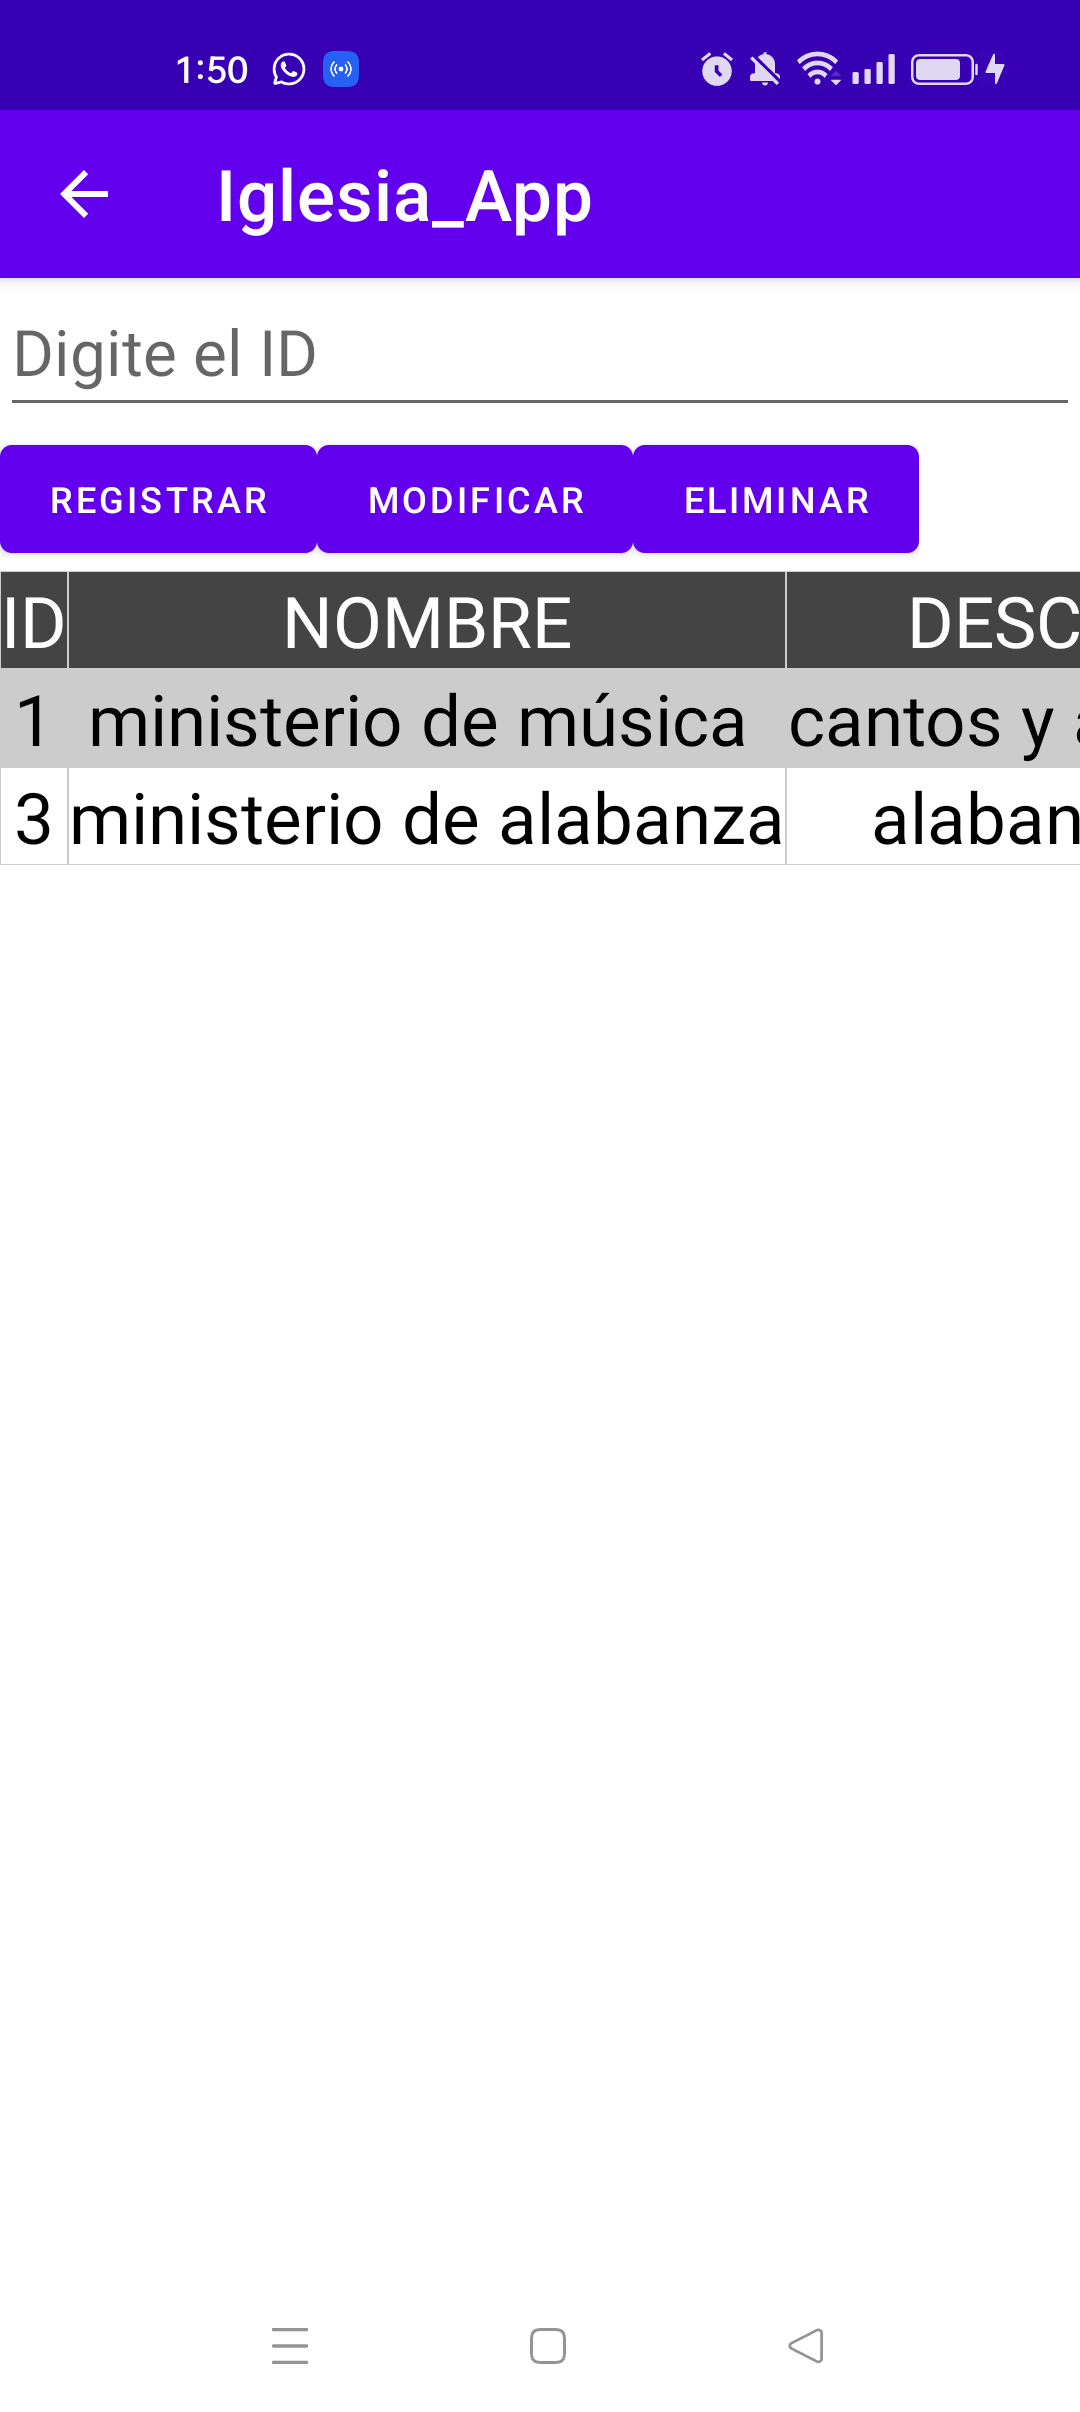 1:50
Iglesia_App
Digite el ID
REGISTRAR MODIFICAR ELIMINAR
ID NOMBRE DESC
1 ministerio de música cantos y
3 ministerio de alabanza alaban